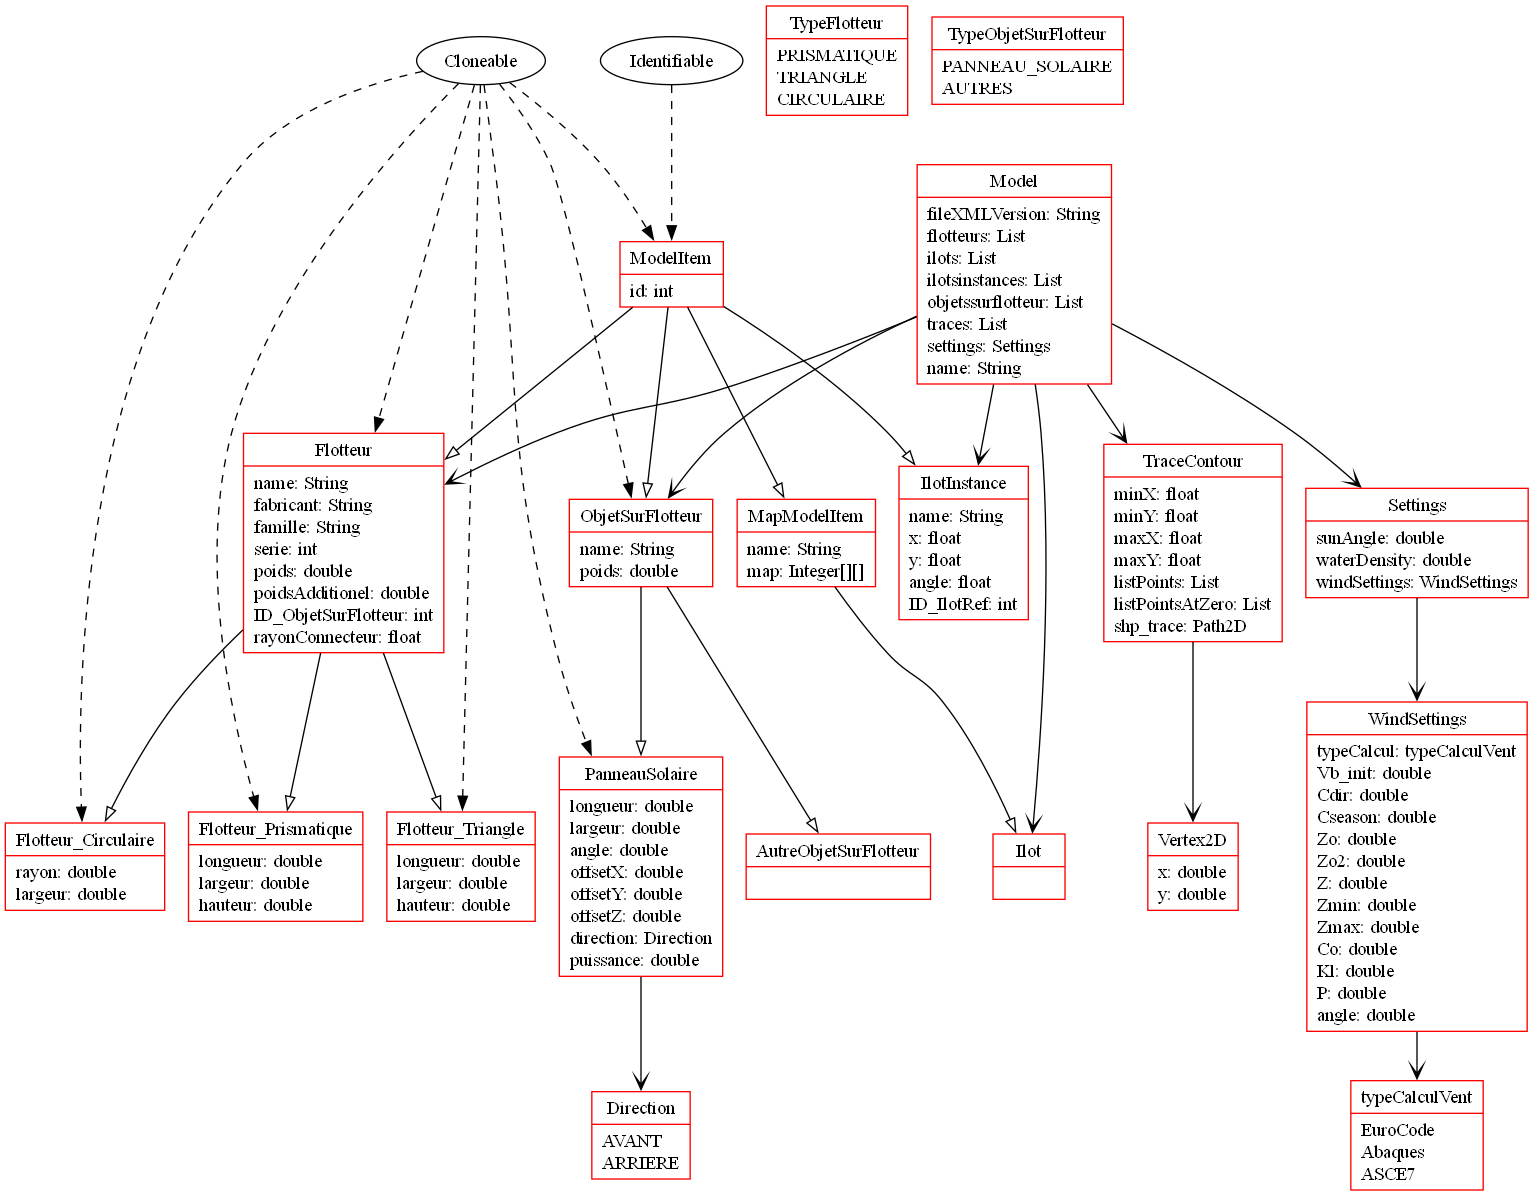 Cloneable
Identifiable
TypeFlotteur
PRISMATIQUE
TRIANGLE
CIRCULAIRE
TypeObjetSurFlotteur
PANNEAU_SOLAIRE
AUTRES
Model
fileXMLVersion: String
flotteurs: List
ilots: List
ilotsinstances: List
objetssurflotteur: List
traces: List
settings: Settings
name: String
ModelItem
id: int
Flotteur
name: String
fabricant: String
famille: String
serie: int
poids: double
poidsAdditionel: double
ID_ObjetSurFlotteur: int
rayonConnecteur: float
ObjetSurFlotteur
name: String
poids: double
MapModelItem
name: String
map: Integer[][]
IlotInstance
name: String
x: float
y: float
angle: float
ID_IlotRef: int
TraceContour
minX: float
minY: float
maxX: float
maxY: float
listPoints: List
listPointsAtZero: List
shp_trace: Path2D
Settings
sunAngle: double
waterDensity: double
windSettings: WindSettings
Flotteur_Circulaire
rayon: double
largeur: double
Flotteur_Prismatique
longueur: double
largeur: double
hauteur: double
Flotteur_Triangle
longueur: double
largeur: double
hauteur: double
PanneauSolaire
longueur: double
largeur: double
angle: double
offsetX: double
offsetY: double
offsetZ: double
direction: Direction
puissance: double
AutreObjetSurFlotteur
Ilot
Vertex2D
x: double
y: double
WindSettings
typeCalcul: typeCalculVent
Vb_init: double
Cdir: double
Cseason: double
Zo: double
Zo2: double
Z: double
Zmin: double
Zmax: double
Co: double
Kl: double
P: double
angle: double
Direction
AVANT
ARRIERE
typeCalculVent
EuroCode
Abaques
ASCE7